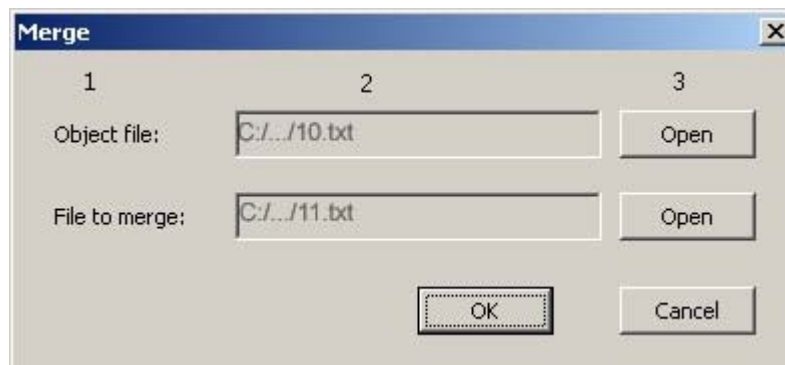 Merge
1 2 3
Object file: C:/.../10.txt Open
File to merge: C:/.../11.txt Open
OK Cancel